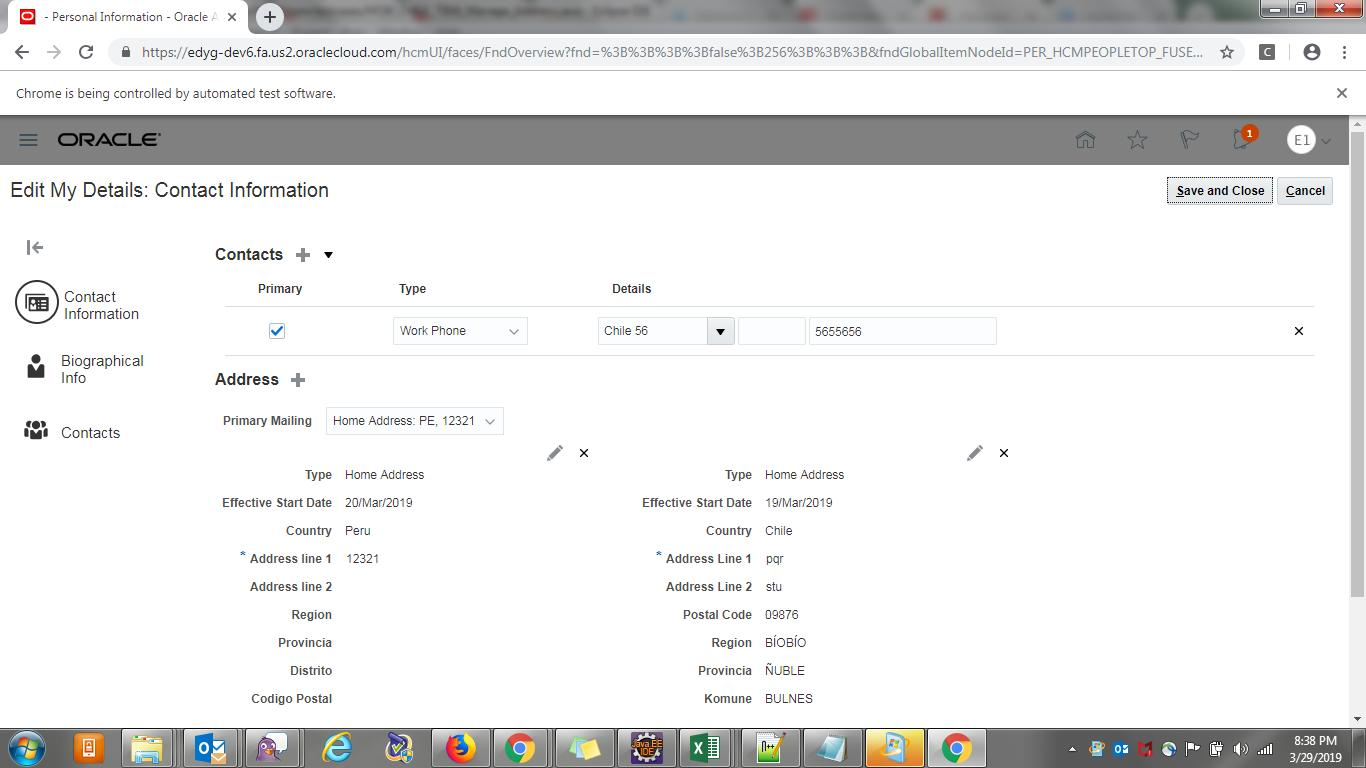 - Personal Information - Oracle A
https://edyg-dev6.fa.us2.oraclecloud.com/hcmUI/faces/FndOverview?fnd=%3B%3B%3B%3Bfalse%3B256%3B%3B%3B&fndGlobalItemNodeId=PER_HCMPEOPLETOP_FUSE...
Chrome is being controlled by automated test software.
ORACLE
1
E1
Edit My Details: Contact Information
Save and Close
Cancel
Contact
Information
Biographical
Info
Contacts
Contacts
Primary
Type
Details
Work Phone
Chile 56
5655656
Address
Primary Mailing
Home Address: PE, 12321
Type Home Address
Effective Start Date 20/Mar/2019
Country Peru
* Address line 1 12321
Address line 2
Region
Provincia
Distrito
Codigo Postal
Type Home Address
Effective Start Date 19/Mar/2019
Country Chile
* Address Line 1 pqr
Address Line 2 stu
Postal Code 09876
Region BÍOBÍO
Provincia ÑUBLE
Komune BULNES
Java EE
IDE
8:38 PM
3/29/2019